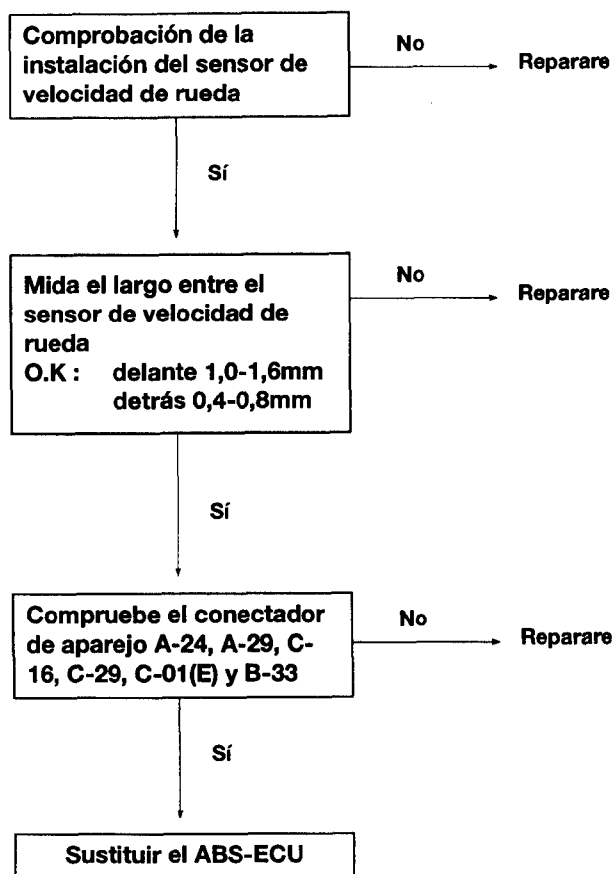 Comprobación de la
instalación del sensor de
velocidad de rueda
No
Reparare
Sí
Mida el largo entre el
sensor de velocidad de
rueda
O.K : delante 1,0-1,6mm
detrás 0,4-0,8mm
No
Reparare
Sí
Compruebe el conectador
de aparejo A-24, A-29, C-
16, C-29, C-01(E) y B-33
No
Reparare
Sí
Sustituir el ABS-ECU